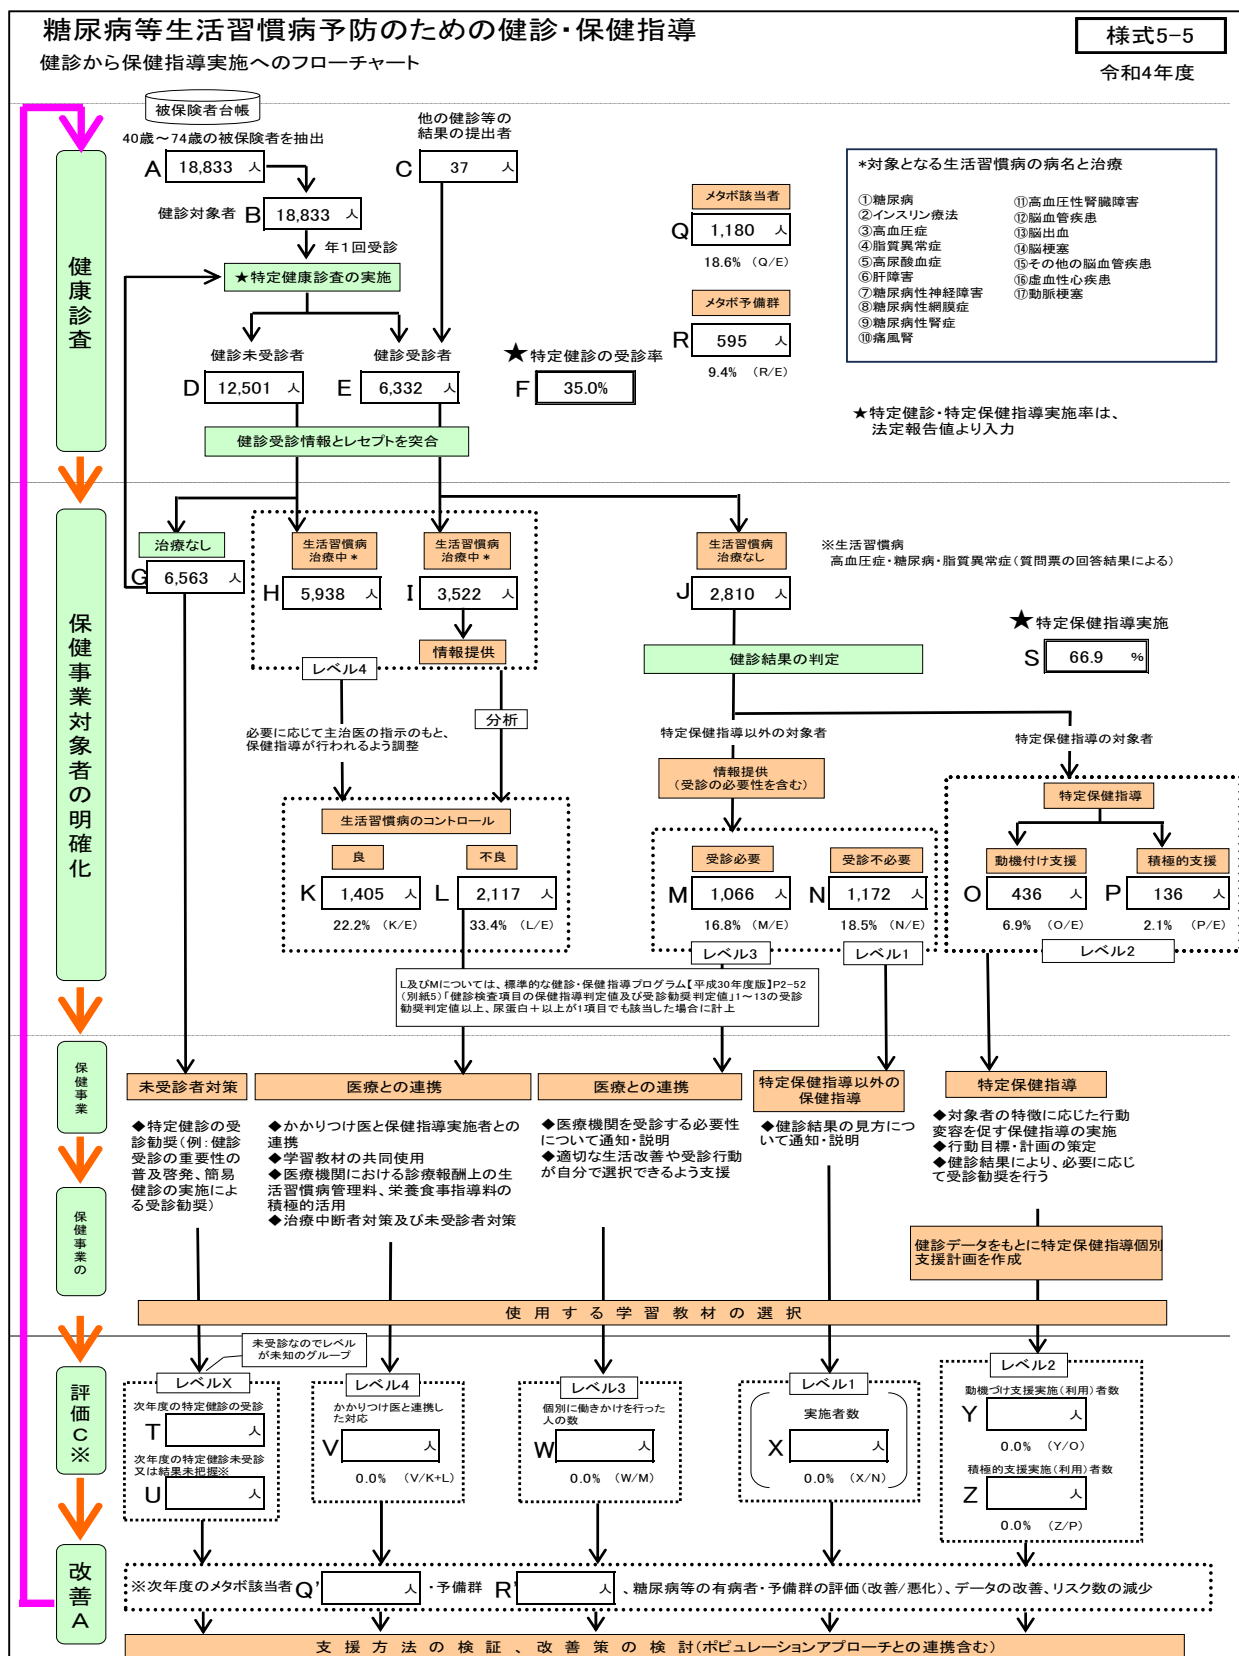 糖尿病等生活習慣病予防のための健診・保健指導
様式5-5
健診から保健指導実施へのフローチャート
令和4年度
被保険者台帳
40歳～74歳の被保険者を抽出
A 18,833 人
他の健診等の
結果の提出者
C 37 人
健診対象者 B 18,833 人
年1回受診
★特定健康診査の実施
健康診査
メタボ該当者
Q 1,180 人
18.6% (Q/E)
メタボ予備群
R 595 人
9.4% (R/E)
*対象となる生活習慣病の病名と治療
①糖尿病
②インスリン療法
③高血圧症
④脂質異常症
⑤高尿酸血症
⑥肝障害
⑦糖尿病性神経障害
⑧糖尿病性網膜症
⑨糖尿病性腎症
⑩痛風腎
⑪高血圧性腎臓障害
⑫脳血管疾患
⑬脳出血
⑭脳梗塞
⑮その他の脳血管疾患
⑯虚血性心疾患
⑰動脈梗塞
健診未受診者
D 12,501 人
健診受診者
E 6,332 人
★特定健診の受診率
F 35.0%
★特定健診・特定保健指導実施率は、
法定報告値より入力
健診受診情報とレセプトを突合
保健事業対象者の明確化
治療なし
G 6,563 人
生活習慣病
治療中*
H 5,938 人
生活習慣病
治療中*
I 3,522 人
情報提供
レベル4
生活習慣病
治療なし
J 2,810 人
※生活習慣病
高血圧症・糖尿病・脂質異常症(質問票の回答結果による)
★特定保健指導実施
S 66.9 %
健診結果の判定
必要に応じて主治医の指示のもと、
保健指導が行われるよう調整
分析
特定保健指導以外の対象者
特定保健指導の対象者
情報提供
(受診の必要性を含む)
特定保健指導
生活習慣病のコントロール
良
K 1,405 人
22.2% (K/E)
不良
L 2,117 人
33.4% (L/E)
受診必要
M 1,066 人
16.8% (M/E)
レベル3
受診不必要
N 1,172 人
18.5% (N/E)
レベル1
動機付け支援
O 436 人
6.9% (O/E)
積極的支援
P 136 人
2.1% (P/E)
レベル2
L及びMについては、標準的な健診・保健指導プログラム【平成30年度版】P2-52
(別紙5)「健診検査項目の保健指導判定値及び受診勧奨判定値」1～13の受診
勧奨判定値以上、尿蛋白＋以上が1項目でも該当した場合に計上
保健事業
未受診者対策
◆特定健診の受
診勧奨(例:健診
受診の重要性の
普及啓発、簡易
健診の実施によ
る受診勧奨)
医療との連携
◆かかりつけ医と保健指導実施者との
連携
◆学習教材の共同使用
◆医療機関における診療報酬上の生
活習慣病管理料、栄養食事指導料の
積極的活用
◆治療中断者対策及び未受診者対策
医療との連携
◆医療機関を受診する必要性
について通知・説明
◆適切な生活改善や受診行動
が自分で選択できるよう支援
特定保健指導以外の
保健指導
◆健診結果の見方につ
いて通知・説明
特定保健指導
◆対象者の特徴に応じた行動
変容を促す保健指導の実施
◆行動目標・計画の策定
◆健診結果により、必要に応じ
て受診勧奨を行う
保健事業の
健診データをもとに特定保健指導個別
支援計画を作成
使用する学習教材の選択
評価C※
未受診なのでレベル
が未知のグループ
レベルX
次年度の特定健診の受診
T 人
次年度の特定健診未受診
又は結果未把握※
U 人
レベル4
かかりつけ医と連携し
た対応
V 人
0.0% (V/K+L)
レベル3
個別に働きかけを行った
人の数
W 人
0.0% (W/M)
レベル1
実施者数
X 人
0.0% (X/N)
レベル2
動機づけ支援実施(利用)者数
Y 人
0.0% (Y/O)
積極的支援実施(利用)者数
Z 人
0.0% (Z/P)
改善A
※次年度のメタボ該当者 Q' 人 ・予備群 R' 人 、糖尿病等の有病者・予備群の評価(改善/悪化)、データの改善、リスク数の減少
支援方法の検証、改善策の検討(ポピュレーションアプローチとの連携含む)